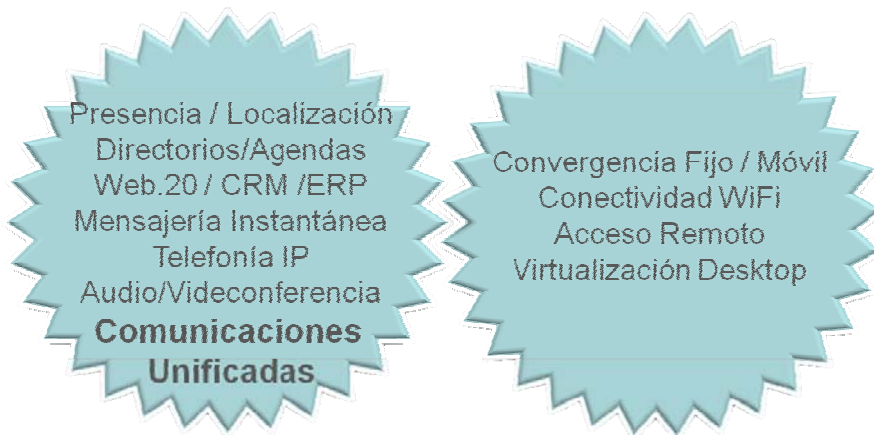 Presencia / Localización
Directorios/Agendas
Web.20 / CRM /ERP
Mensajería Instantánea
Telefonía IP
Audio/Videconferencia
Comunicaciones
Unificadas
Convergencia Fijo / Móvil
Conectividad WiFi
Acceso Remoto
Virtualización Desktop